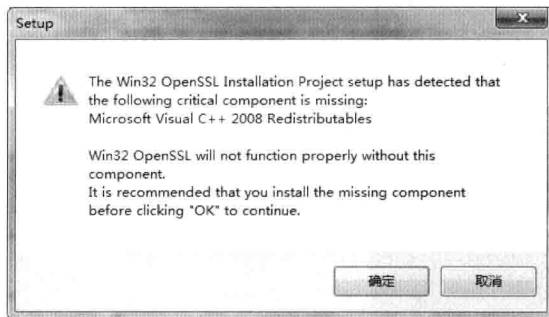 Setup
The Win32 OpenSSL Installation Project setup has detected that
the following critical component is missing:
Microsoft Visual C++ 2008 Redistributables
Win32 OpenSSL will not function properly without this
component.
It is recommended that you install the missing component
before clicking "OK" to continue.
确定
取消